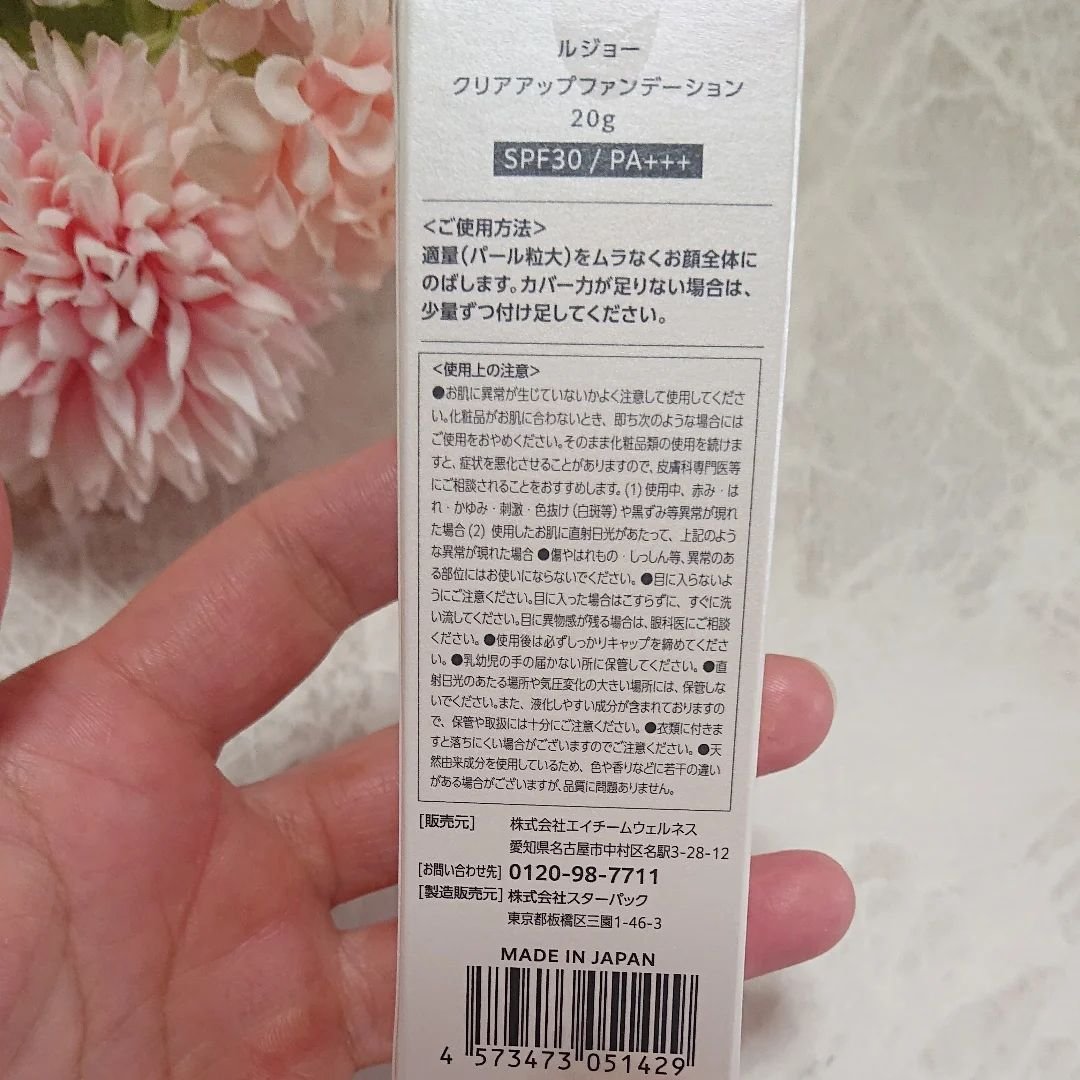 ルジョー
クリアアップファンデーション
20g
SPF30 / PA+++
<ご使用方法>
適量(パール粒大)をムラなくお顔全体に
のばします。カバー力が足りない場合は、
少量ずつ付け足してください。
<使用上の注意>
●お肌に異常が生じていないかよく注意して使用してくださ
い。化粧品がお肌に合わないとき、即ち次のような場合には
ご使用をおやめください。そのまま化粧品類の使用を続けま
すと、症状を悪化させることがありますので、皮膚科専門医等
にご相談されることをおすすめします。(1)使用中、赤み・は
れ・かゆみ・刺激・色抜け(白斑等)や黒ずみ等異常が現れ
た場合(2) 使用したお肌に直射日光があたって、上記のよう
な異常が現れた場合 ●傷やはれもの・しっしん等、異常のあ
る部位にはお使いにならないでください。●目に入らないよ
うにご注意ください。目に入った場合はこすらずに、すぐに洗
い流してください。目に異物感が残る場合は、眼科医にご相談
ください。●使用後は必ずしっかりキャップを締めてくださ
い。●乳幼児の手の届かない所に保管してください。●直
射日光のあたる場所や気圧変化の大きい場所には、保管しな
いでください。また、液化しやすい成分が含まれておりますの
で、保管や取扱には十分にご注意ください。●衣類に付きま
すと落ちにくい場合がございますのでご注意ください。●天
然由来成分を使用しているため、色や香りなどに若干の違い
がある場合がございますが、品質に問題ありません。
[販売元] 株式会社エイチームウェルネス
愛知県名古屋市中村区名駅3-28-12
[お問い合わせ先] 0120-98-7711
[製造販売元] 株式会社スターパック
東京都板橋区三園1-46-3
MADE IN JAPAN
4 573473 051429